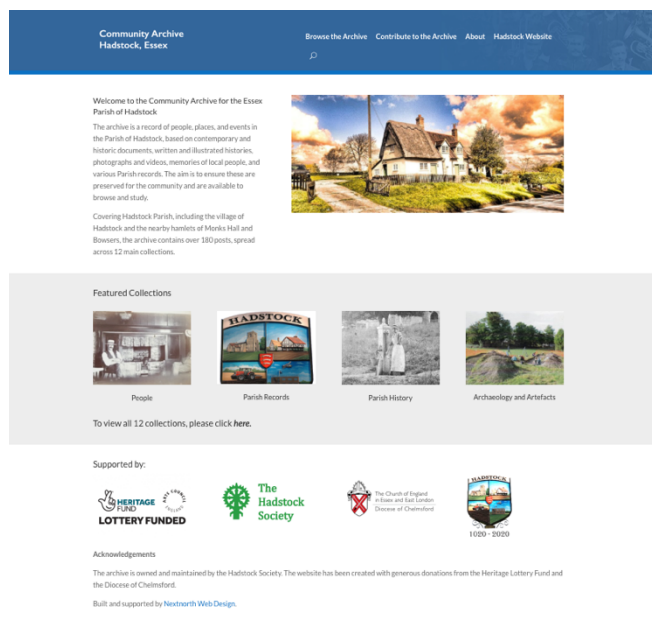 Community Archive
Hadstock, Essex
Browse the Archive Contribute to the Archive About Hadstock Website
Welcome to the Community Archive for the Essex
Parish of Hadstock
The archive is a record of people, places, and events in
the Parish of Hadstock, based on contemporary and
historic documents, written and illustrated histories,
photographs and videos, memories of local people, and
various Parish records. The aim is to ensure these are
preserved for the community and are available to
browse and study.
Covering Hadstock Parish, including the village of
Hadstock and the nearby hamlets of Monks Hall and
Bowsers, the archive contains over 180 posts, spread
across 12 main collections.
Featured Collections
HADSTOCK
People
Parish Records
Parish History
Archaeology and Artefacts
To view all 12 collections, please click here.
Supported by:
HERITAGE
FUND
ARTS COUNCIL
ENGLAND
LOTTERY FUNDED
The
Hadstock
Society
The Church of England
in Essex and East London
Diocese of Chelmsford
HADSTOCK
1020 - 2020
Acknowledgements
The archive is owned and maintained by the Hadstock Society. The website has been created with generous donations from the Heritage Lottery Fund and
the Diocese of Chelmsford.
Built and supported by Nextnorth Web Design.